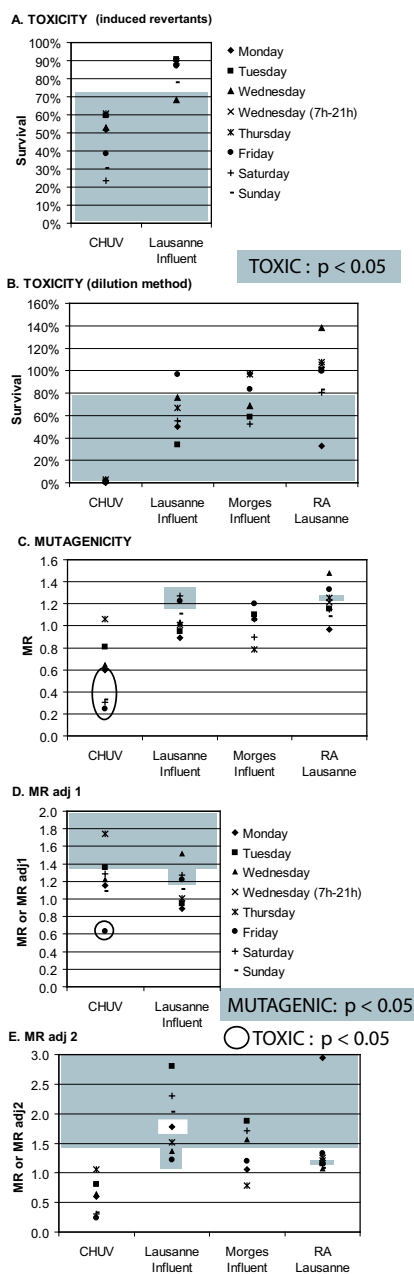 A. TOXICITY (induced revertants)
100%
90%
80%
70%
60%
50%
40%
30%
20%
10%
0%
Survival
CHUV
Lausanne
Influent
Monday
Tuesday
Wednesday
Wednesday (7h-21h)
Thursday
Friday
Saturday
Sunday
TOXIC : p < 0.05
B. TOXICITY (dilution method)
160%
140%
120%
100%
80%
60%
40%
20%
0%
Survival
CHUV
Lausanne
Influent
Morges
Influent
RA
Lausanne
C. MUTAGENICITY
1.6
1.4
1.2
1.0
0.8
0.6
0.4
0.2
0.0
MR
CHUV
Lausanne
Influent
Morges
Influent
RA
Lausanne
D. MR adj 1
2.0
1.8
1.6
1.4
1.2
1.0
0.8
0.6
0.4
0.2
0.0
MR or MR adj1
CHUV
Lausanne
Influent
Monday
Tuesday
Wednesday
Wednesday (7h-21h)
Thursday
Friday
Saturday
Sunday
MUTAGENIC: p < 0.05
TOXIC : p < 0.05
E. MR adj 2
3.0
2.5
2.0
1.5
1.0
0.5
0.0
MR or MR adj2
CHUV
Lausanne
Influent
Morges
Influent
RA
Lausanne